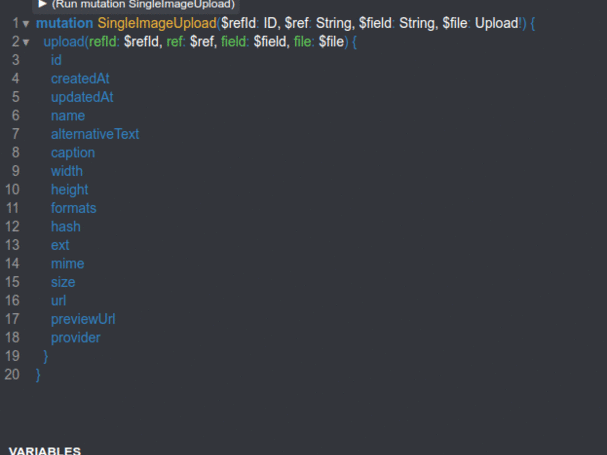 ▶ (Run mutation SingleImageUpload)
1 mutation SingleImageUpload($refId: ID, $ref: String, $field: String, $file: Upload!) {
2 upload(refId: $refId, ref: $ref, field: $field, file: $file) {
3 id
4 createdAt
5 updatedAt
6 name
7 alternativeText
8 caption
9 width
10 height
11 formats
12 hash
13 ext
14 mime
15 size
16 url
17 previewUrl
18 provider
19 }
20 }
VARIABLES